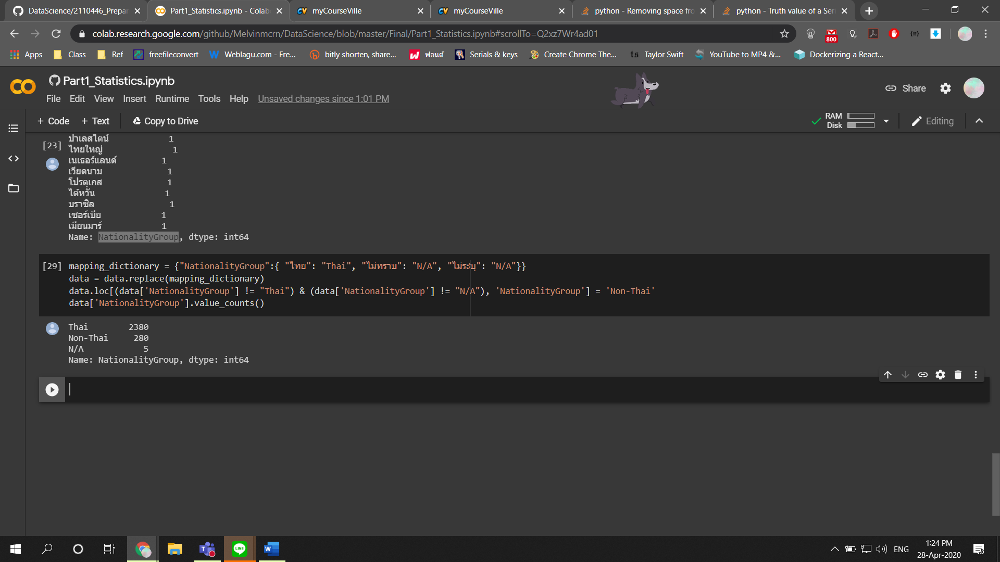 DataScience/2110446_Prepar
Part1_Statistics.ipynb - Colab
myCourseVille
myCourseVille
python - Removing space fro
python - Truth value of a Seri
colab.research.google.com/github/Melvinmcrn/DataScience/blob/master/Final/Part1_Statistics.ipynb#scrollTo=Q2xz7Wr4ad01
800
Apps
Class
Ref
freefileconvert
Weblagu.com - Fre...
bitly shorten, share...
ฟอนต์
Serials & keys
Create Chrome The...
ts
Taylor Swift
YouTube to MP4 &...
Dockerizing a React...
Part1_Statistics.ipynb
Share
File Edit View Insert Runtime Tools Help Unsaved changes since 1:01 PM
+ Code + Text Copy to Drive
RAM
Disk
Editing
[23]
ปาเลสไตน์ 1
ไทยใหญ่ 1
เนเธอร์แลนด์ 1
เวียดนาม 1
โปรตุเกส 1
ไต้หวัน 1
บราซิล 1
เซอร์เบีย 1
เมียนมาร์ 1
Name: NationalityGroup, dtype: int64
[29] mapping_dictionary = {"NationalityGroup":{ "ไทย": "Thai", "ไม่ทราบ": "N/A", "ไม่ระบุ": "N/A"}}
data = data.replace(mapping_dictionary)
data.loc[(data['NationalityGroup'] != "Thai") & (data['NationalityGroup'] != "N/A"), 'NationalityGroup'] = 'Non-Thai'
data['NationalityGroup'].value_counts()
Thai 2380
Non-Thai 280
N/A 5
Name: NationalityGroup, dtype: int64
LINE
ENG
1:24 PM
28-Apr-2020